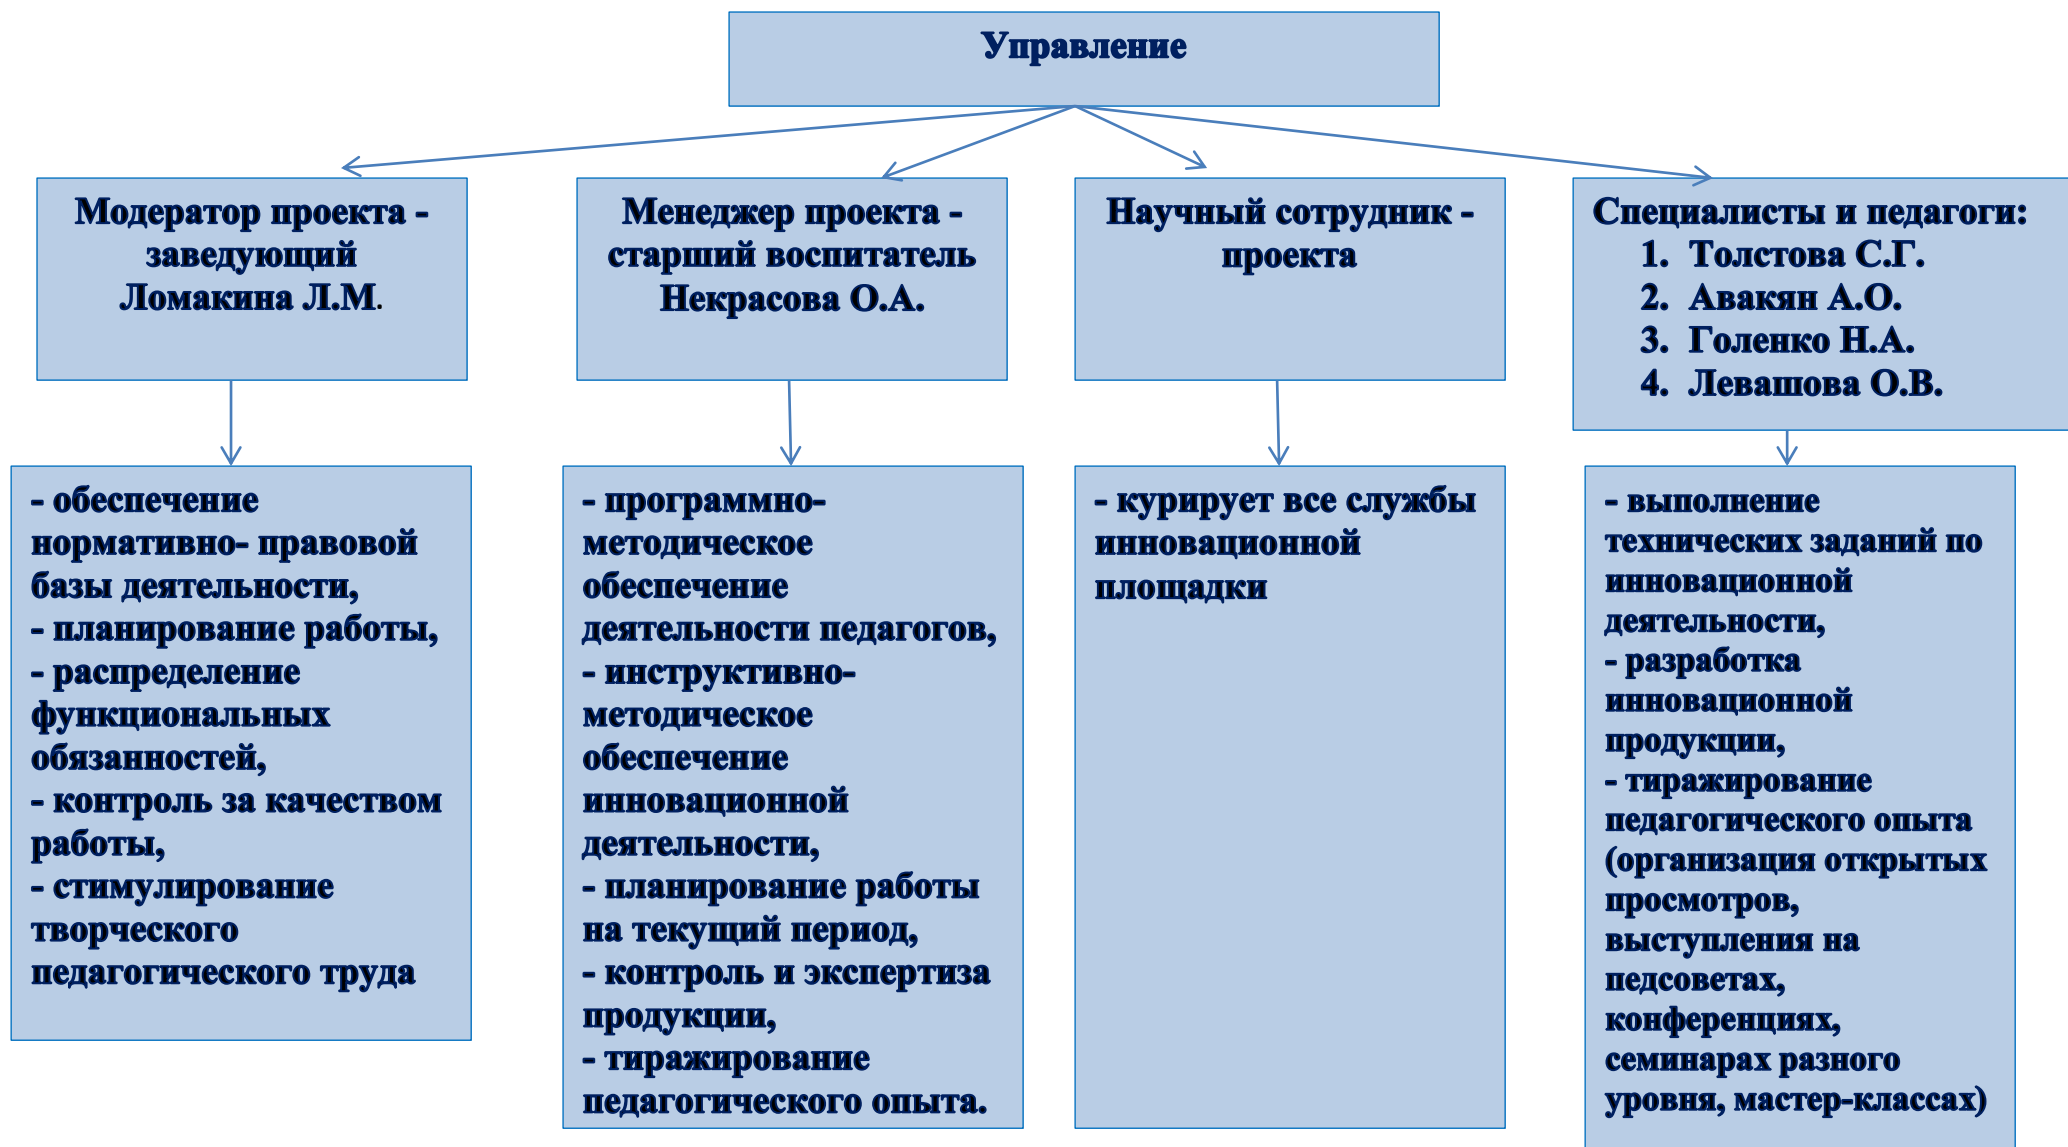 Управление
Модератор проекта -
заведующий
Ломакина Л.М.
Менеджер проекта -
старший воспитатель
Некрасова О.А.
Научный сотрудник -
проекта
Специалисты и педагоги:
1. Толстова С.Г.
2. Авакян А.О.
3. Голенко Н.А.
4. Левашова О.В.
- обеспечение
нормативно- правовой
базы деятельности,
- планирование работы,
- распределение
функциональных
обязанностей,
- контроль за качеством
работы,
- стимулирование
творческого
педагогического труда
- программно-
методическое
обеспечение
деятельности педагогов,
- инструктивно-
методическое
обеспечение
инновационной
деятельности,
- планирование работы
на текущий период,
- контроль и экспертиза
продукции,
- тиражирование
педагогического опыта.
- курирует все службы
инновационной
площадки
- выполнение
технических заданий по
инновационной
деятельности,
- разработка
инновационной
продукции,
- тиражирование
педагогического опыта
(организация открытых
просмотров,
выступления на
педсоветах,
конференциях,
семинарах разного
уровня, мастер-классах)